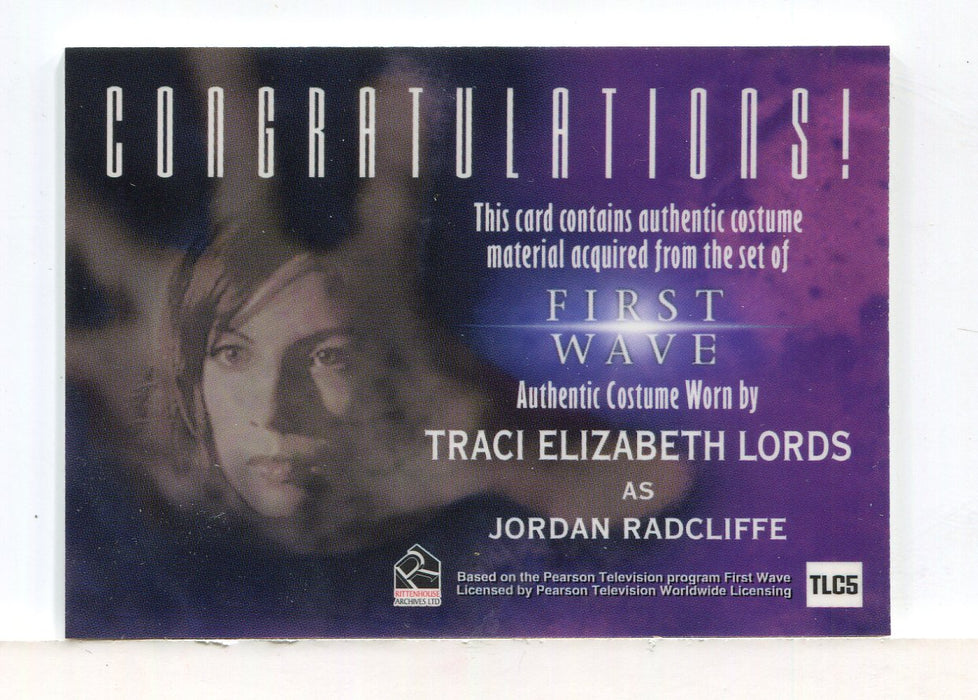 CONGRATULATIONS!
This card contains authentic costume
material acquired from the set of
FIRST
WAVE
Authentic Costume Worn by
TRACI ELIZABETH LORDS
AS
JORDAN RADCLIFFE
RITTENHOUSE
ARCHIVES LTD
Based on the Pearson Television program First Wave
Licensed by Pearson Television Worldwide Licensing
TLC5